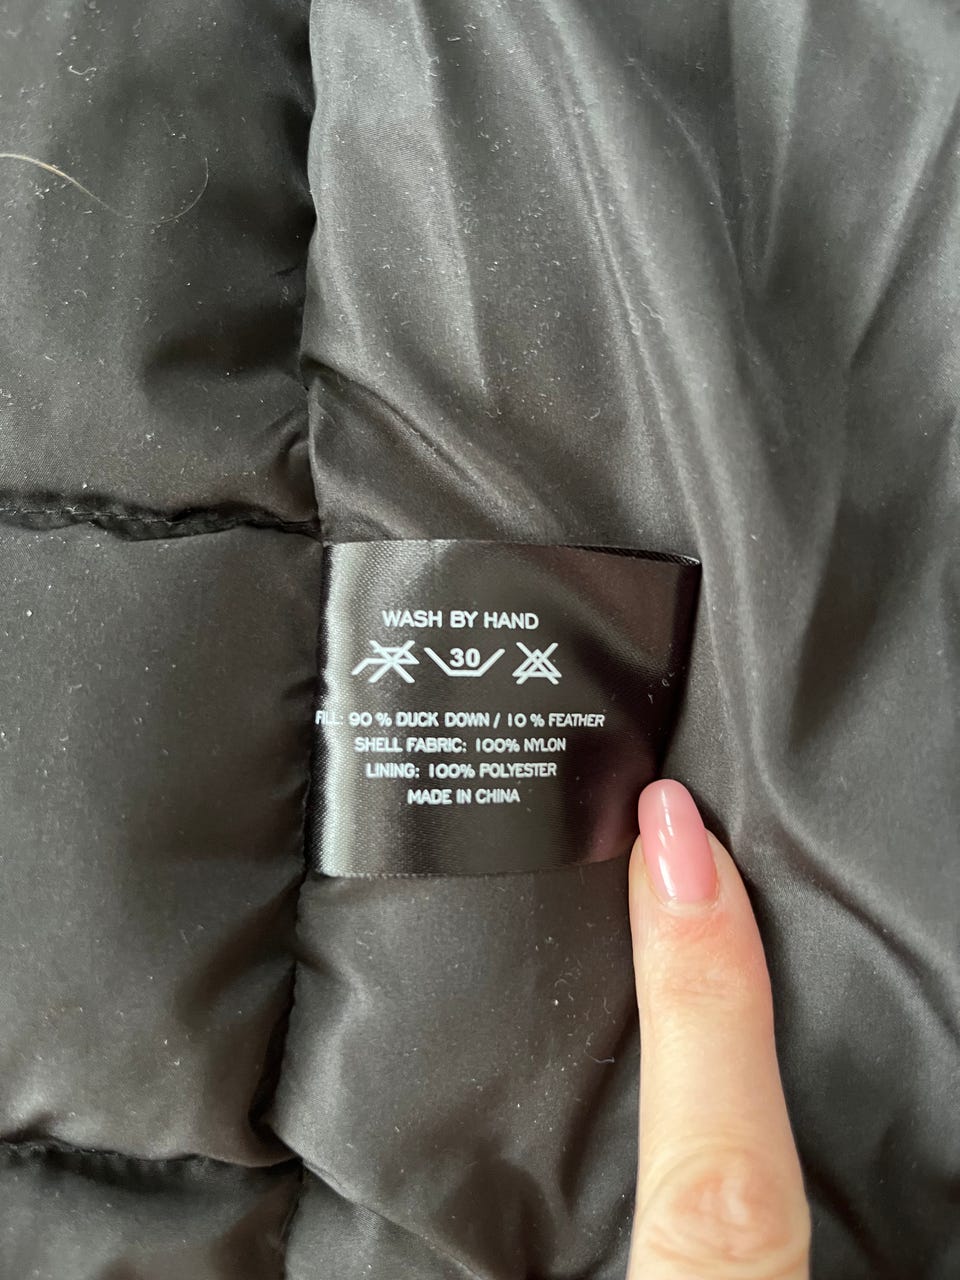 WASH BY HAND
30
FILL: 90 % DUCK DOWN / 10 % FEATHER
SHELL FABRIC: 100% NYLON
LINING: 100% POLYESTER
MADE IN CHINA